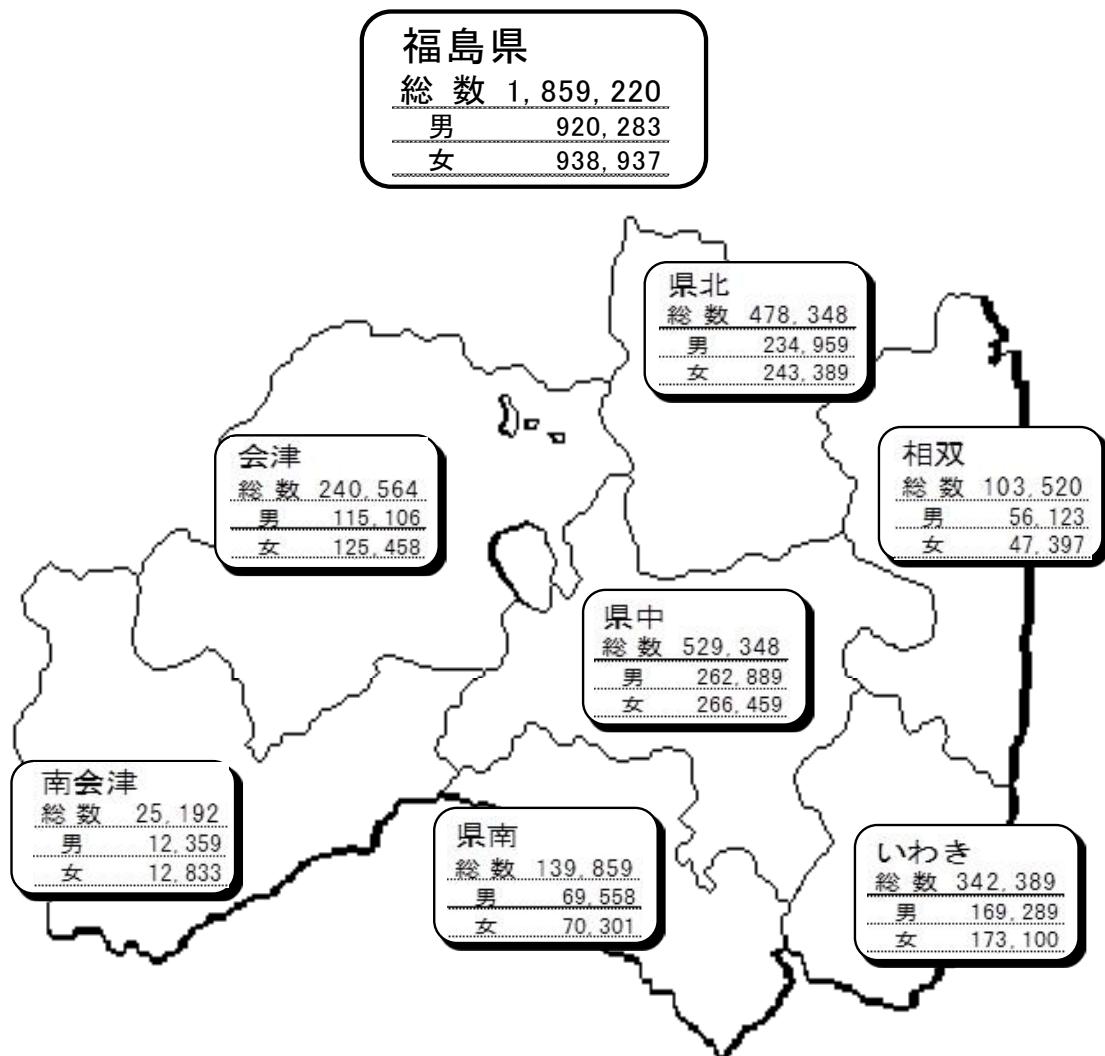 福島県
総 数 1, 859, 220
男 920, 283
女 938, 937
県北
総 数 478, 348
男 234, 959
女 243, 389
会津
総 数 240, 564
男 115, 106
女 125, 458
相双
総 数 103, 520
男 56, 123
女 47, 397
県中
総 数 529, 348
男 262, 889
女 266, 459
南会津
総 数 25, 192
男 12, 359
女 12, 833
県南
総 数 139, 859
男 69, 558
女 70, 301
いわき
総 数 342, 389
男 169, 289
女 173, 100